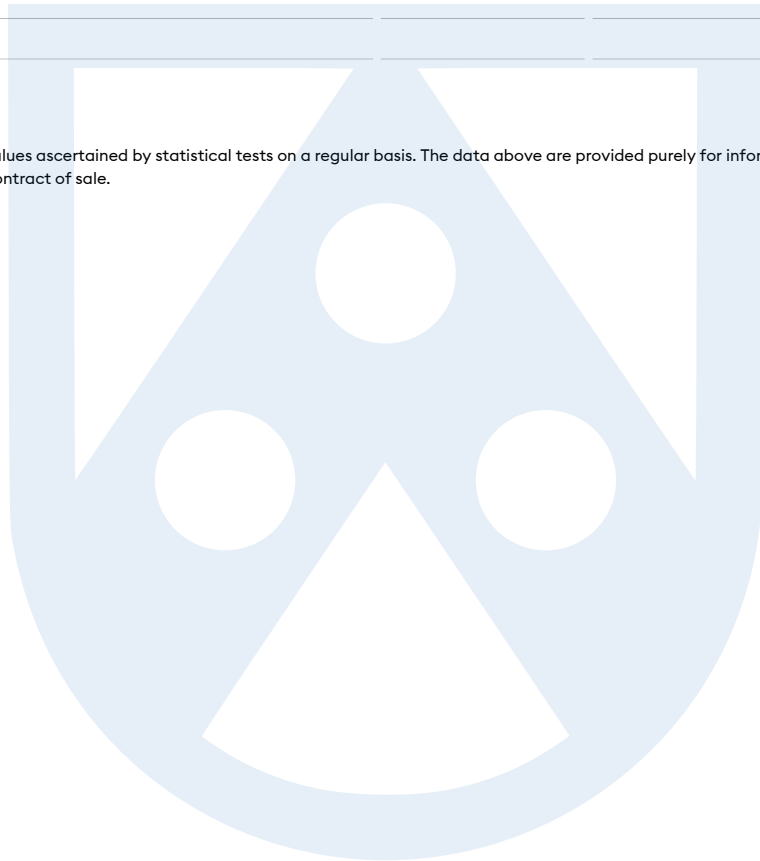 lues ascertained by statistical tests on a regular basis. The data above are provided purely for infor
ontract of sale.